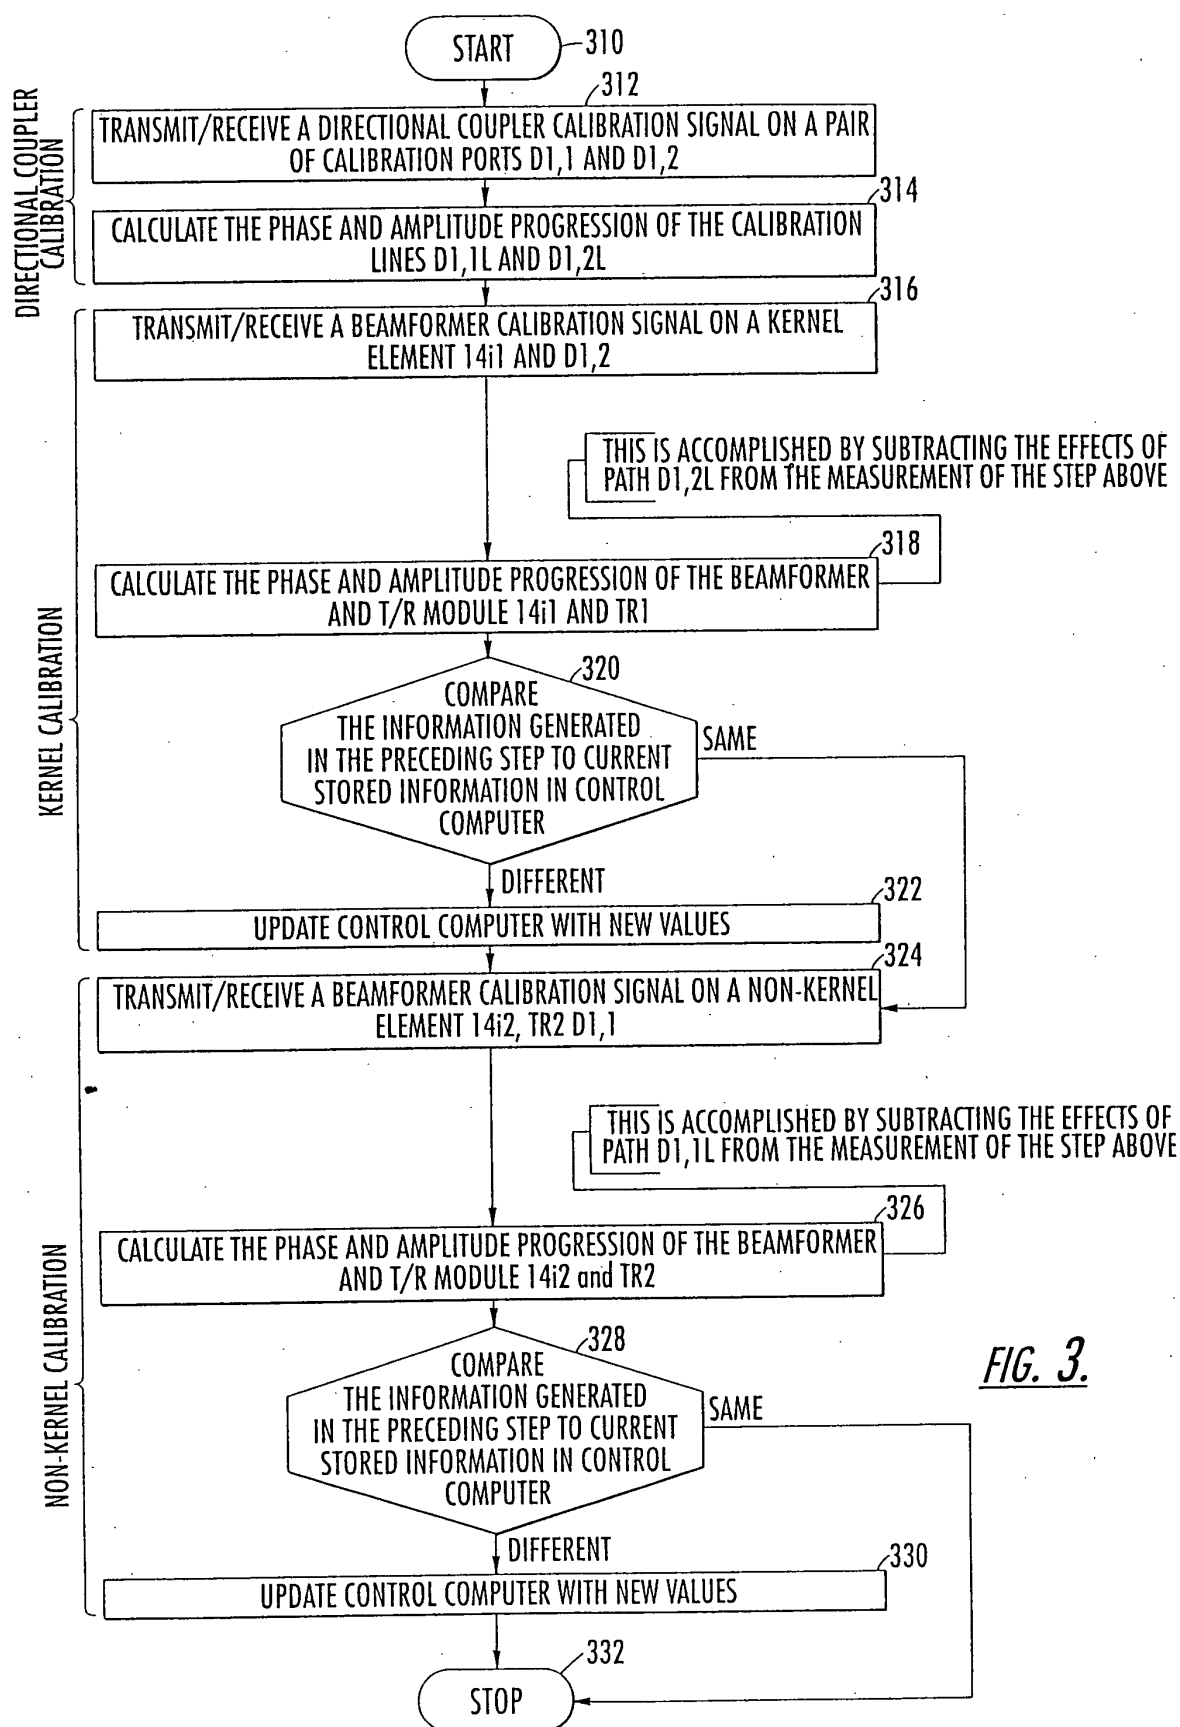 START
310
312
DIRECTIONAL COUPLER
CALIBRATION
TRANSMIT/RECEIVE A DIRECTIONAL COUPLER CALIBRATION SIGNAL ON A PAIR
OF CALIBRATION PORTS D1,1 AND D1,2
314
CALCULATE THE PHASE AND AMPLITUDE PROGRESSION OF THE CALIBRATION
LINES D1,1L AND D1,2L
316
KERNEL CALIBRATION
TRANSMIT/RECEIVE A BEAMFORMER CALIBRATION SIGNAL ON A KERNEL
ELEMENT 14i1 AND D1,2
THIS IS ACCOMPLISHED BY SUBTRACTING THE EFFECTS OF
PATH D1,2L FROM THE MEASUREMENT OF THE STEP ABOVE
318
CALCULATE THE PHASE AND AMPLITUDE PROGRESSION OF THE BEAMFORMER
AND T/R MODULE 14i1 AND TR1
320
COMPARE
THE INFORMATION GENERATED
IN THE PRECEDING STEP TO CURRENT
STORED INFORMATION IN CONTROL
COMPUTER
SAME
DIFFERENT
322
UPDATE CONTROL COMPUTER WITH NEW VALUES
324
NON-KERNEL CALIBRATION
TRANSMIT/RECEIVE A BEAMFORMER CALIBRATION SIGNAL ON A NON-KERNEL
ELEMENT 14i2, TR2 D1,1
THIS IS ACCOMPLISHED BY SUBTRACTING THE EFFECTS OF
PATH D1,1L FROM THE MEASUREMENT OF THE STEP ABOVE
326
CALCULATE THE PHASE AND AMPLITUDE PROGRESSION OF THE BEAMFORMER
AND T/R MODULE 14i2 and TR2
328
COMPARE
THE INFORMATION GENERATED
IN THE PRECEDING STEP TO CURRENT
STORED INFORMATION IN CONTROL
COMPUTER
SAME
FIG. 3.
DIFFERENT
330
UPDATE CONTROL COMPUTER WITH NEW VALUES
332
STOP